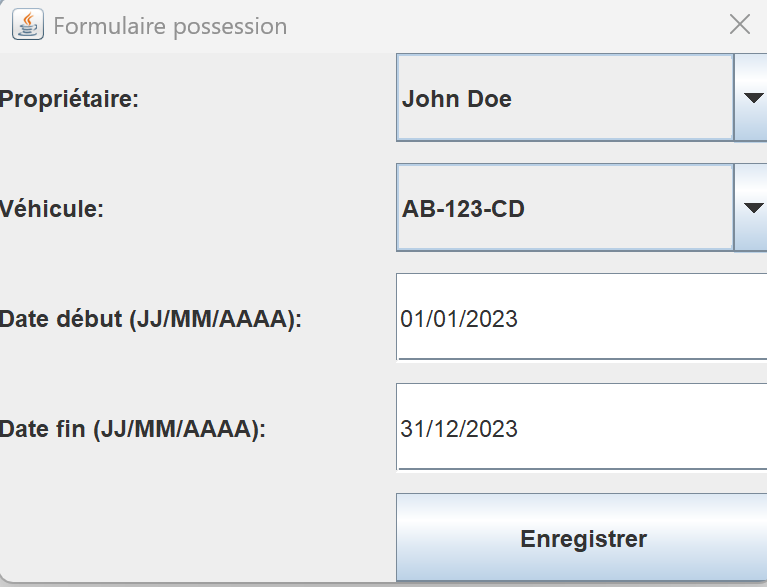 Formulaire possession
Propriétaire: John Doe
Véhicule: AB-123-CD
Date début (JJ/MM/AAAA): 01/01/2023
Date fin (JJ/MM/AAAA): 31/12/2023
Enregistrer